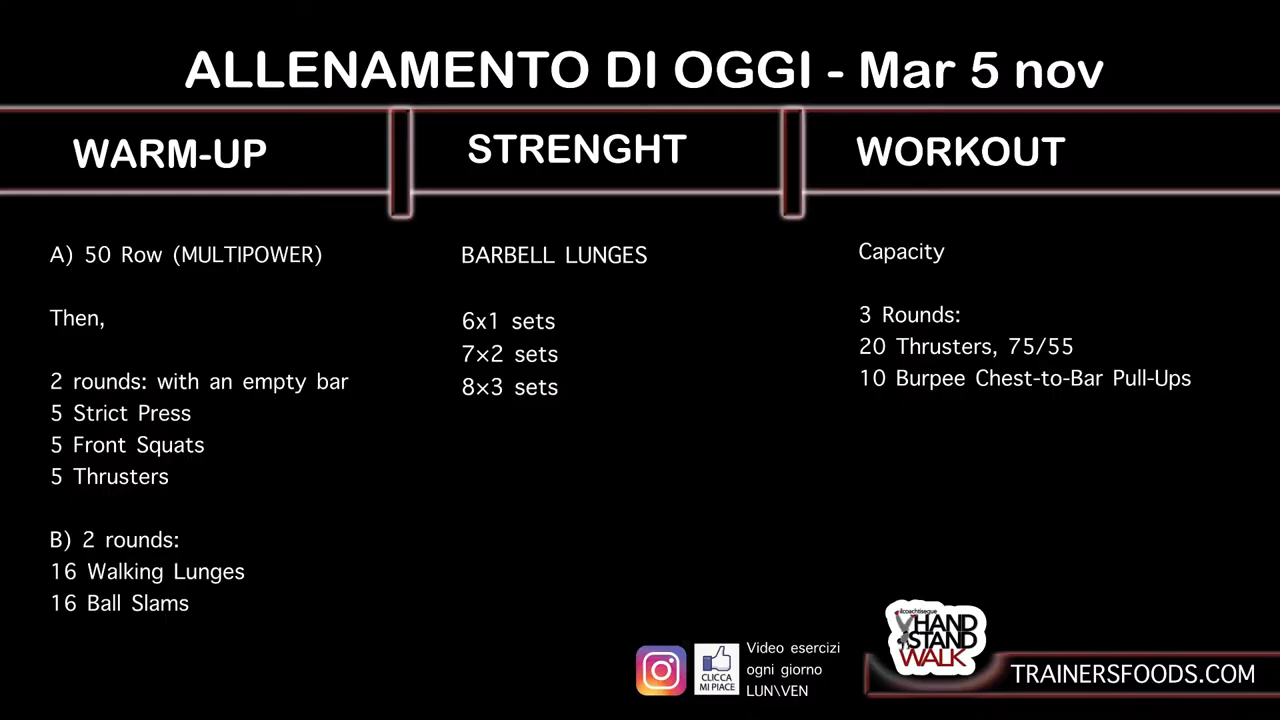 ALLENAMENTO DI OGGI - Mar 5 nov
WARM-UP
A) 50 Row (MULTIPOWER)
Then,
2 rounds: with an empty bar
5 Strict Press
5 Front Squats
5 Thrusters
B) 2 rounds:
16 Walking Lunges
16 Ball Slams
STRENGHT
BARBELL LUNGES
6x1 sets
7×2 sets
8×3 sets
WORKOUT
Capacity
3 Rounds:
20 Thrusters, 75/55
10 Burpee Chest-to-Bar Pull-Ups
CLICCA
MI PIACE
Video esercizi
ogni giorno
LUN\VEN
ilcoachtisegue
HAND
STAND
WALK
TRAINERSFOODS.COM